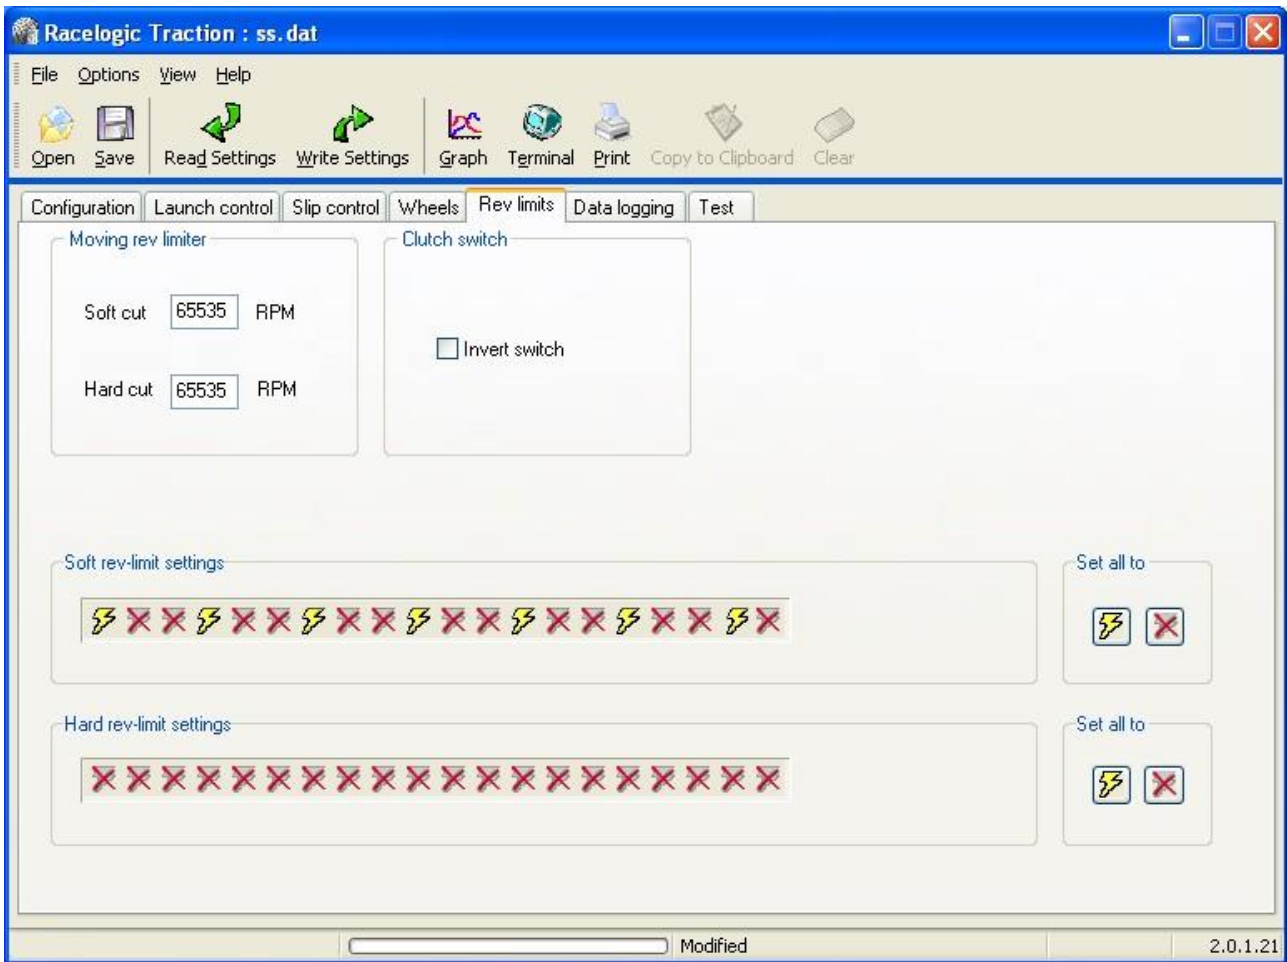 Racelogic Traction : ss.dat
File Options View Help
Open Save Read Settings Write Settings Graph Terminal Print Copy to Clipboard Clear
Configuration Launch control Slip control Wheels Rev limits Data logging Test
Moving rev limiter Clutch switch
Soft cut 65535 RPM
Invert switch
Hard cut 65535 RPM
Soft rev-limit settings Set all to
Hard rev-limit settings Set all to
Modified 2.0.1.21